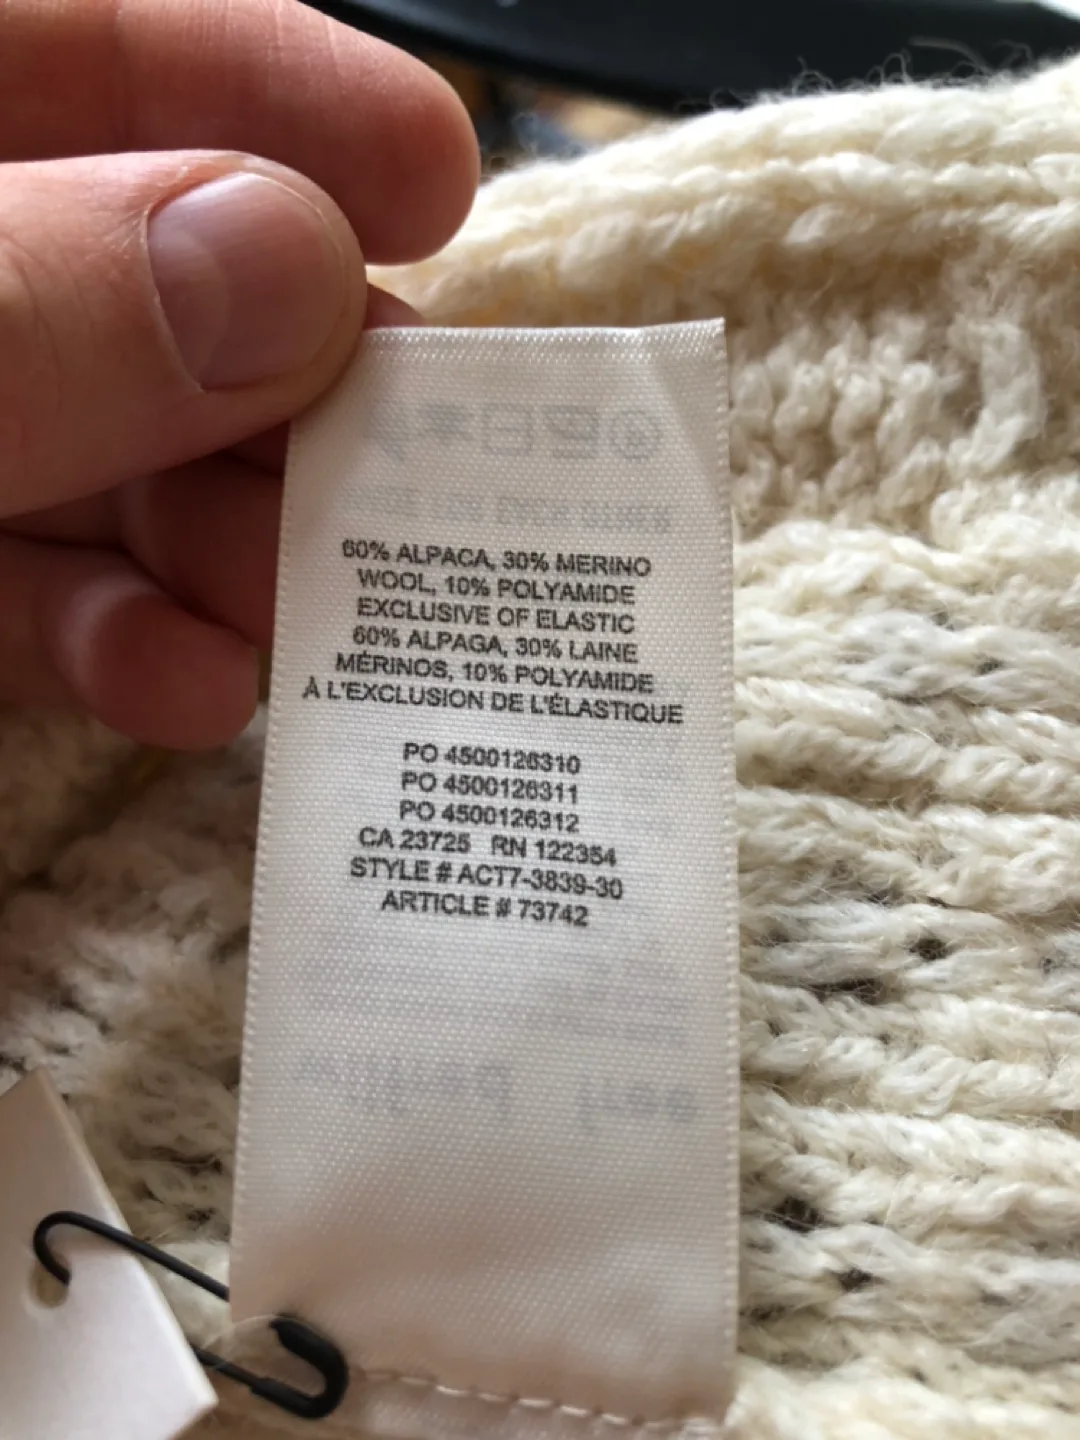 60% ALPACA, 30% MERINO
WOOL, 10% POLYAMIDE
EXCLUSIVE OF ELASTIC
60% ALPAGA, 30% LAINE
MÉRINOS, 10% POLYAMIDE
À L'EXCLUSION DE L'ÉLASTIQUE
PO 4500126310
PO 4500126311
PO 4500126312
CA 23725 RN 122354
STYLE # ACT7-3839-30
ARTICLE # 73742